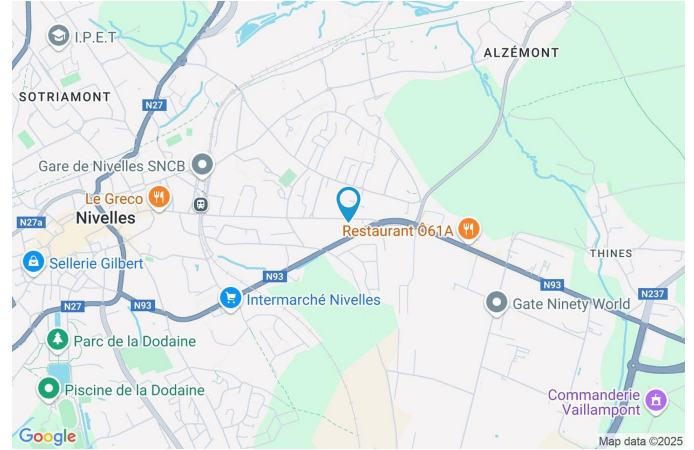 I.P.E.T
ALZÉMONT
SOTRIAMONT
N27
Gare de Nivelles SNCB
Le Greco
N27a
Nivelles
Restaurant Ô61A
Sellerie Gilbert
THINES
N93
N93
N237
N27
N93
Intermarché Nivelles
Gate Ninety World
Parc de la Dodaine
Piscine de la Dodaine
Commanderie
Vaillampont
Google
Map data ©2025